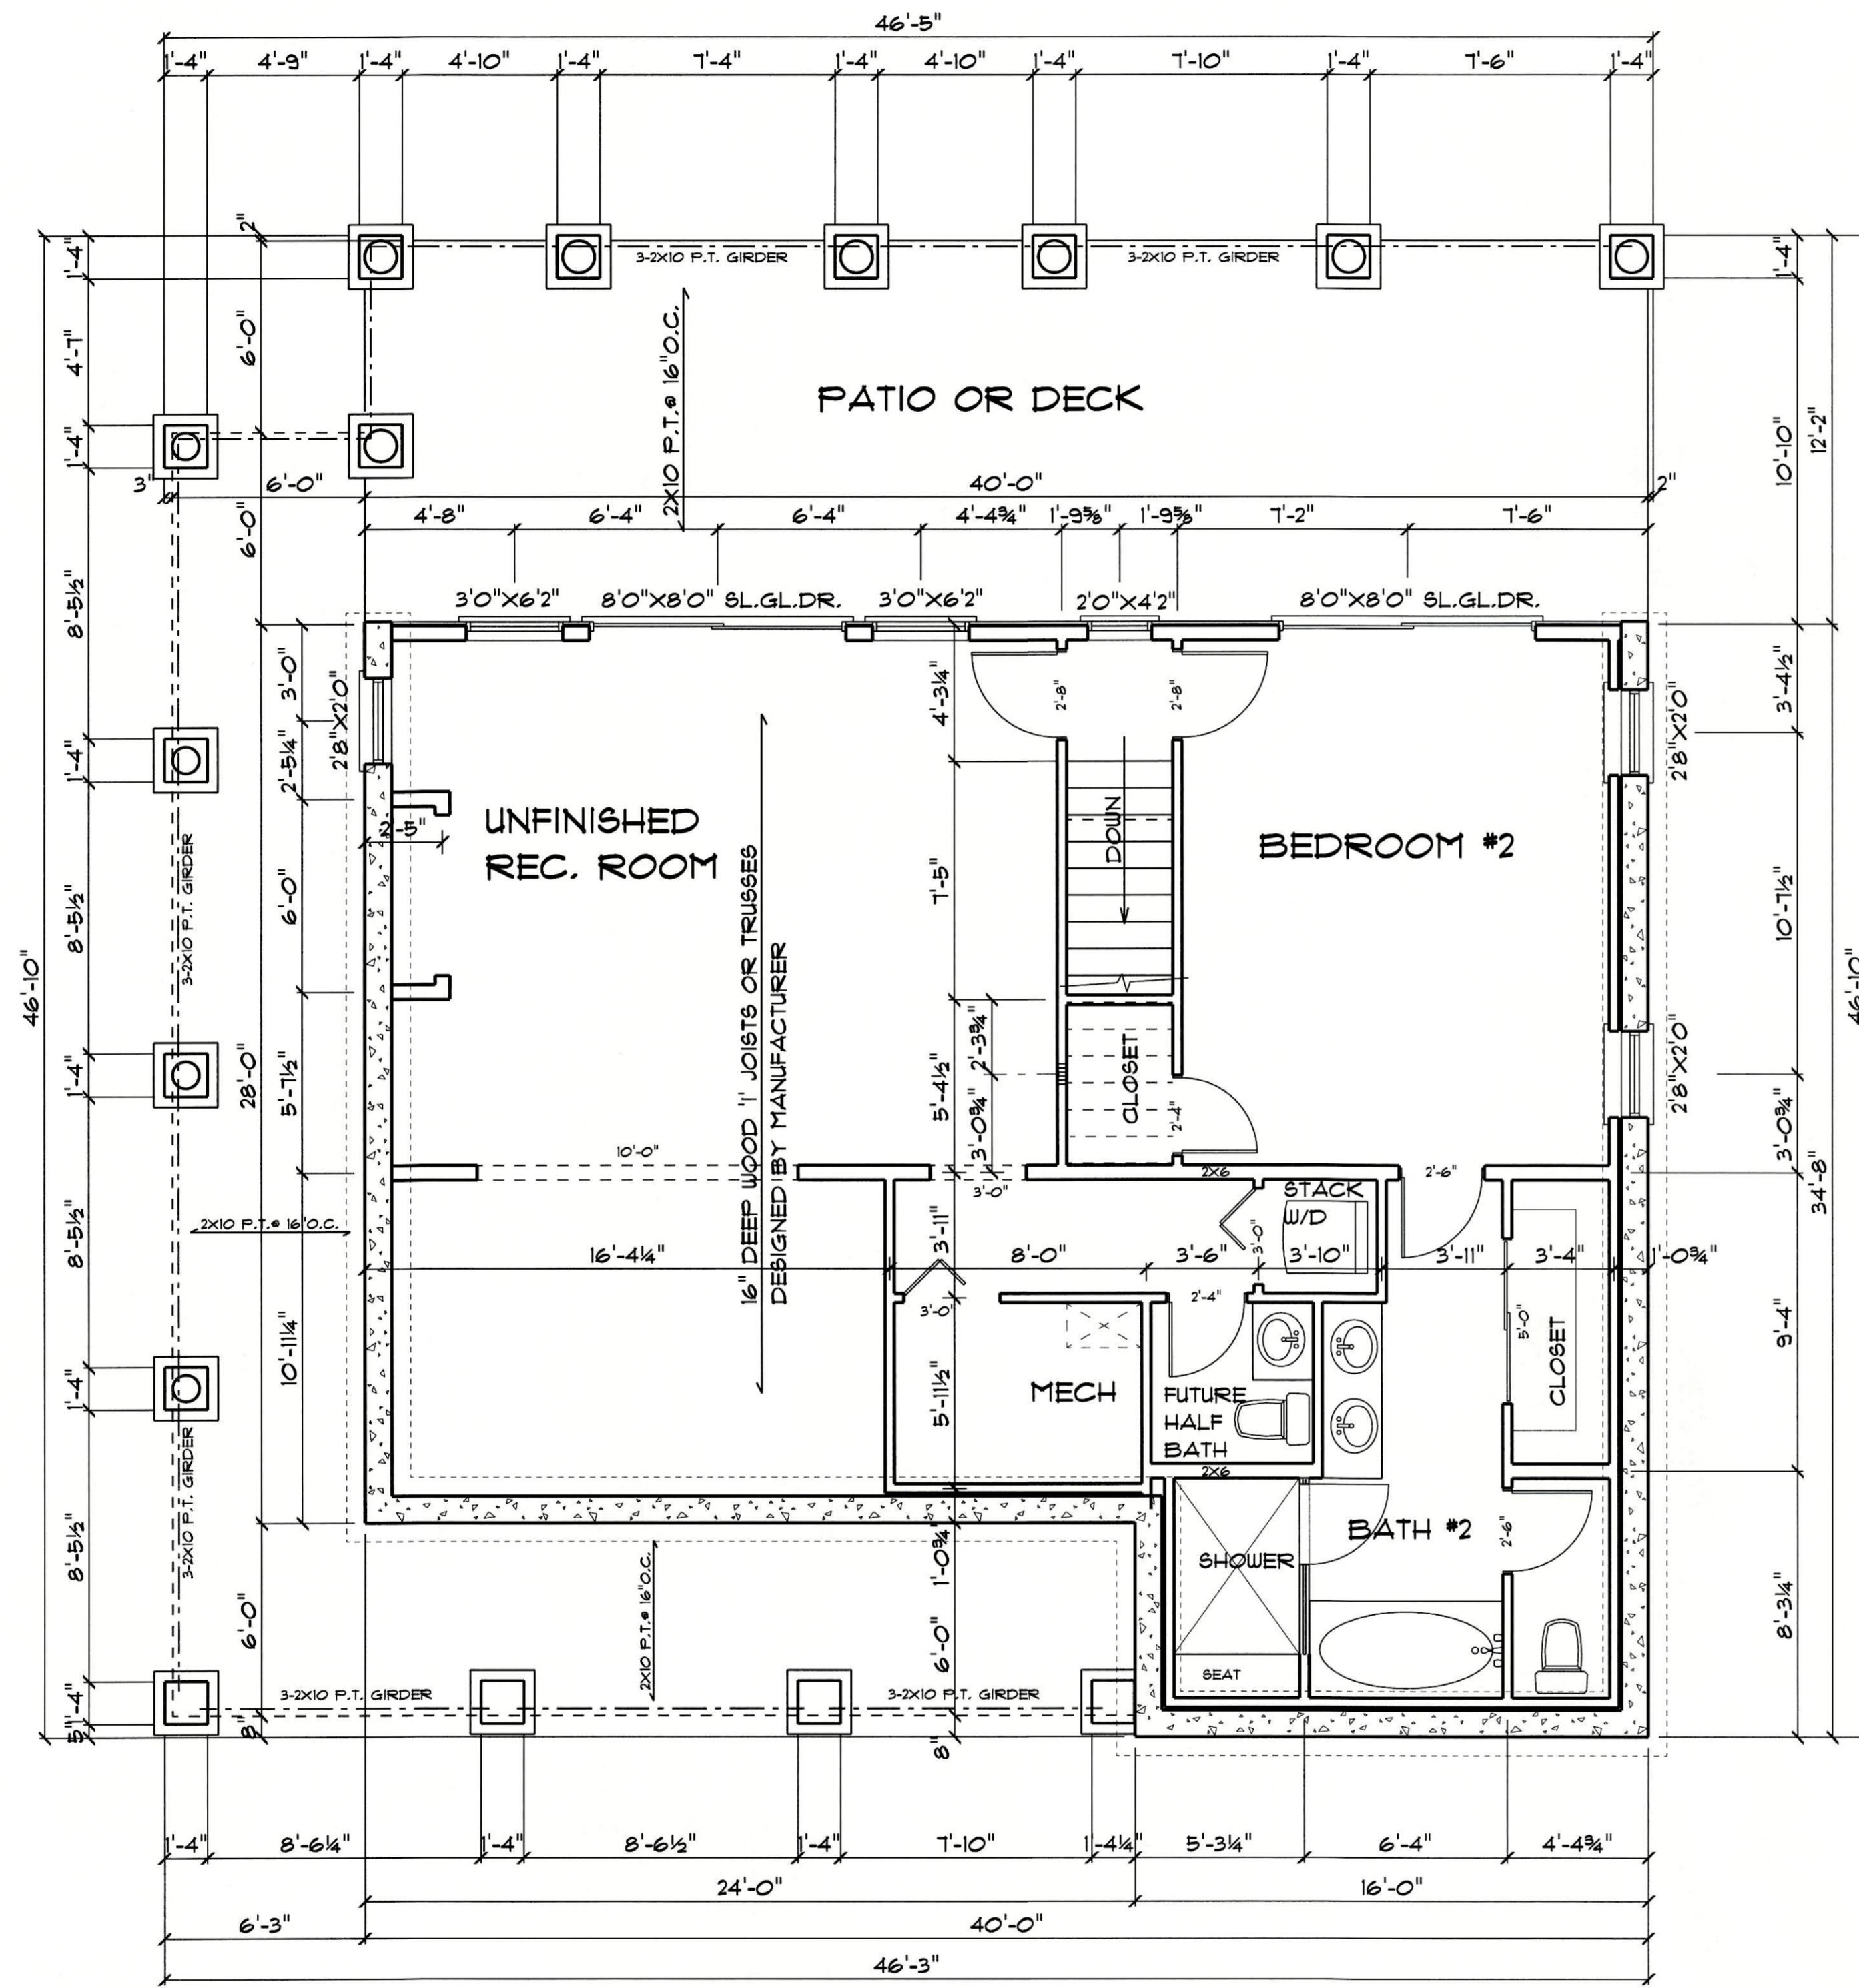 46'-5"
1'-4" 4'-9" 1'-4" 4'-10" 1'-4" 7'-4" 1'-4" 4'-10" 1'-4" 7'-10" 1'-4" 7'-6" 1'-4"
2"
1'-4"
4'-7"
1'-4"
8'-5½"
1'-4"
8'-5½"
1'-4"
8'-5½"
1'-4"
8'-5½"
1'-4"
5"
46'-10"
6'-0"
6'-0"
28'-0"
6'-0"
8"
3-2X10 P.T. GIRDER
3-2X10 P.T. GIRDER
2X10 P.T.@ 16"O.C.
PATIO OR DECK
3" 6'-0" 40'-0" 2"
4'-8" 6'-4" 6'-4" 4'-4¾" 1'-9⅝" 1'-9⅝" 7'-2" 7'-6"
3'0"X6'2" 8'0"X8'0" SL.GL.DR. 3'0"X6'2" 2'0"X4'2" 8'0"X8'0" SL.GL.DR.
3'-0"
2'-5¼"
6'-0"
5'-7½"
10'-11¼"
2'8"X2'0"
2'-5"
UNFINISHED
REC. ROOM
16" DEEP WOOD 'I' JOISTS OR TRUSSES
DESIGNED BY MANUFACTURER
4'-3¼"
7'-5"
5'-4½"
2'-3¾"
3'-0¾"
2'-8"
2'-8"
DOWN
CLOSET
2'-4"
BEDROOM #2
2'8"X2'0"
2'8"X2'0"
1'-4"
10'-10"
12'-2"
3'-4½"
10'-7½"
3'-0¾"
9'-4"
8'-3¼"
34'-8"
46'-10"
3-2X10 P.T. GIRDER
3-2X10 P.T. GIRDER
2X10 P.T.@ 16'O.C.
10'-0"
3'-0"
2X6
2'-6"
STACK
W/D
3'-0"
3'-11"
16'-4¼" 8'-0" 3'-6" 3'-10" 3'-11" 3'-4" 1'-0¾"
3'-0"
2'-4"
5'-11½"
MECH
FUTURE
HALF
BATH
2X6
5'-0"
CLOSET
BATH #2
2'-6"
SHOWER
SEAT
1'-0¾"
6'-0"
8"
2X10 P.T.@ 16"O.C.
3-2X10 P.T. GIRDER
3-2X10 P.T. GIRDER
1'-4" 8'-6¼" 1'-4" 8'-6½" 1'-4" 7'-10" 1'-4¼" 5'-3¼" 6'-4" 4'-4¾"
24'-0" 16'-0"
6'-3" 40'-0"
46'-3"